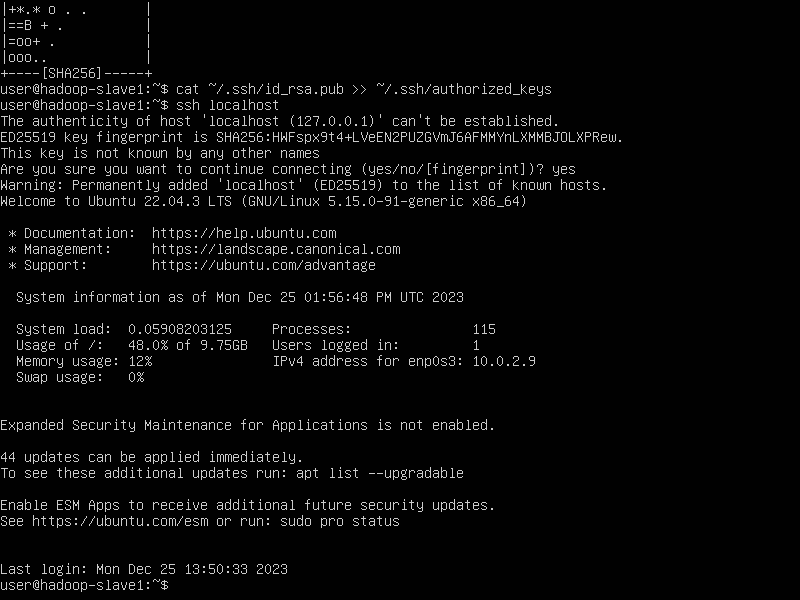 |+*.* o . .       |
|==B + .          |
|=oo+ .           |
|ooo..            |
+----[SHA256]-----+
user@hadoop-slave1:~$ cat ~/.ssh/id_rsa.pub >> ~/.ssh/authorized_keys
user@hadoop-slave1:~$ ssh localhost
The authenticity of host 'localhost (127.0.0.1)' can't be established.
ED25519 key fingerprint is SHA256:HWFspx9t4+LVeEN2PUZGVmJ6AFMMYnLXMMBJOLXPRew.
This key is not known by any other names
Are you sure you want to continue connecting (yes/no/[fingerprint])? yes
Warning: Permanently added 'localhost' (ED25519) to the list of known hosts.
Welcome to Ubuntu 22.04.3 LTS (GNU/Linux 5.15.0-91-generic x86_64)

 * Documentation:  https://help.ubuntu.com
 * Management:     https://landscape.canonical.com
 * Support:        https://ubuntu.com/advantage

  System information as of Mon Dec 25 01:56:48 PM UTC 2023

  System load:  0.05908203125     Processes:               115
  Usage of /:   48.0% of 9.75GB   Users logged in:         1
  Memory usage: 12%               IPv4 address for enp0s3: 10.0.2.9
  Swap usage:   0%

Expanded Security Maintenance for Applications is not enabled.

44 updates can be applied immediately.
To see these additional updates run: apt list --upgradable

Enable ESM Apps to receive additional future security updates.
See https://ubuntu.com/esm or run: sudo pro status

Last login: Mon Dec 25 13:50:33 2023
user@hadoop-slave1:~$